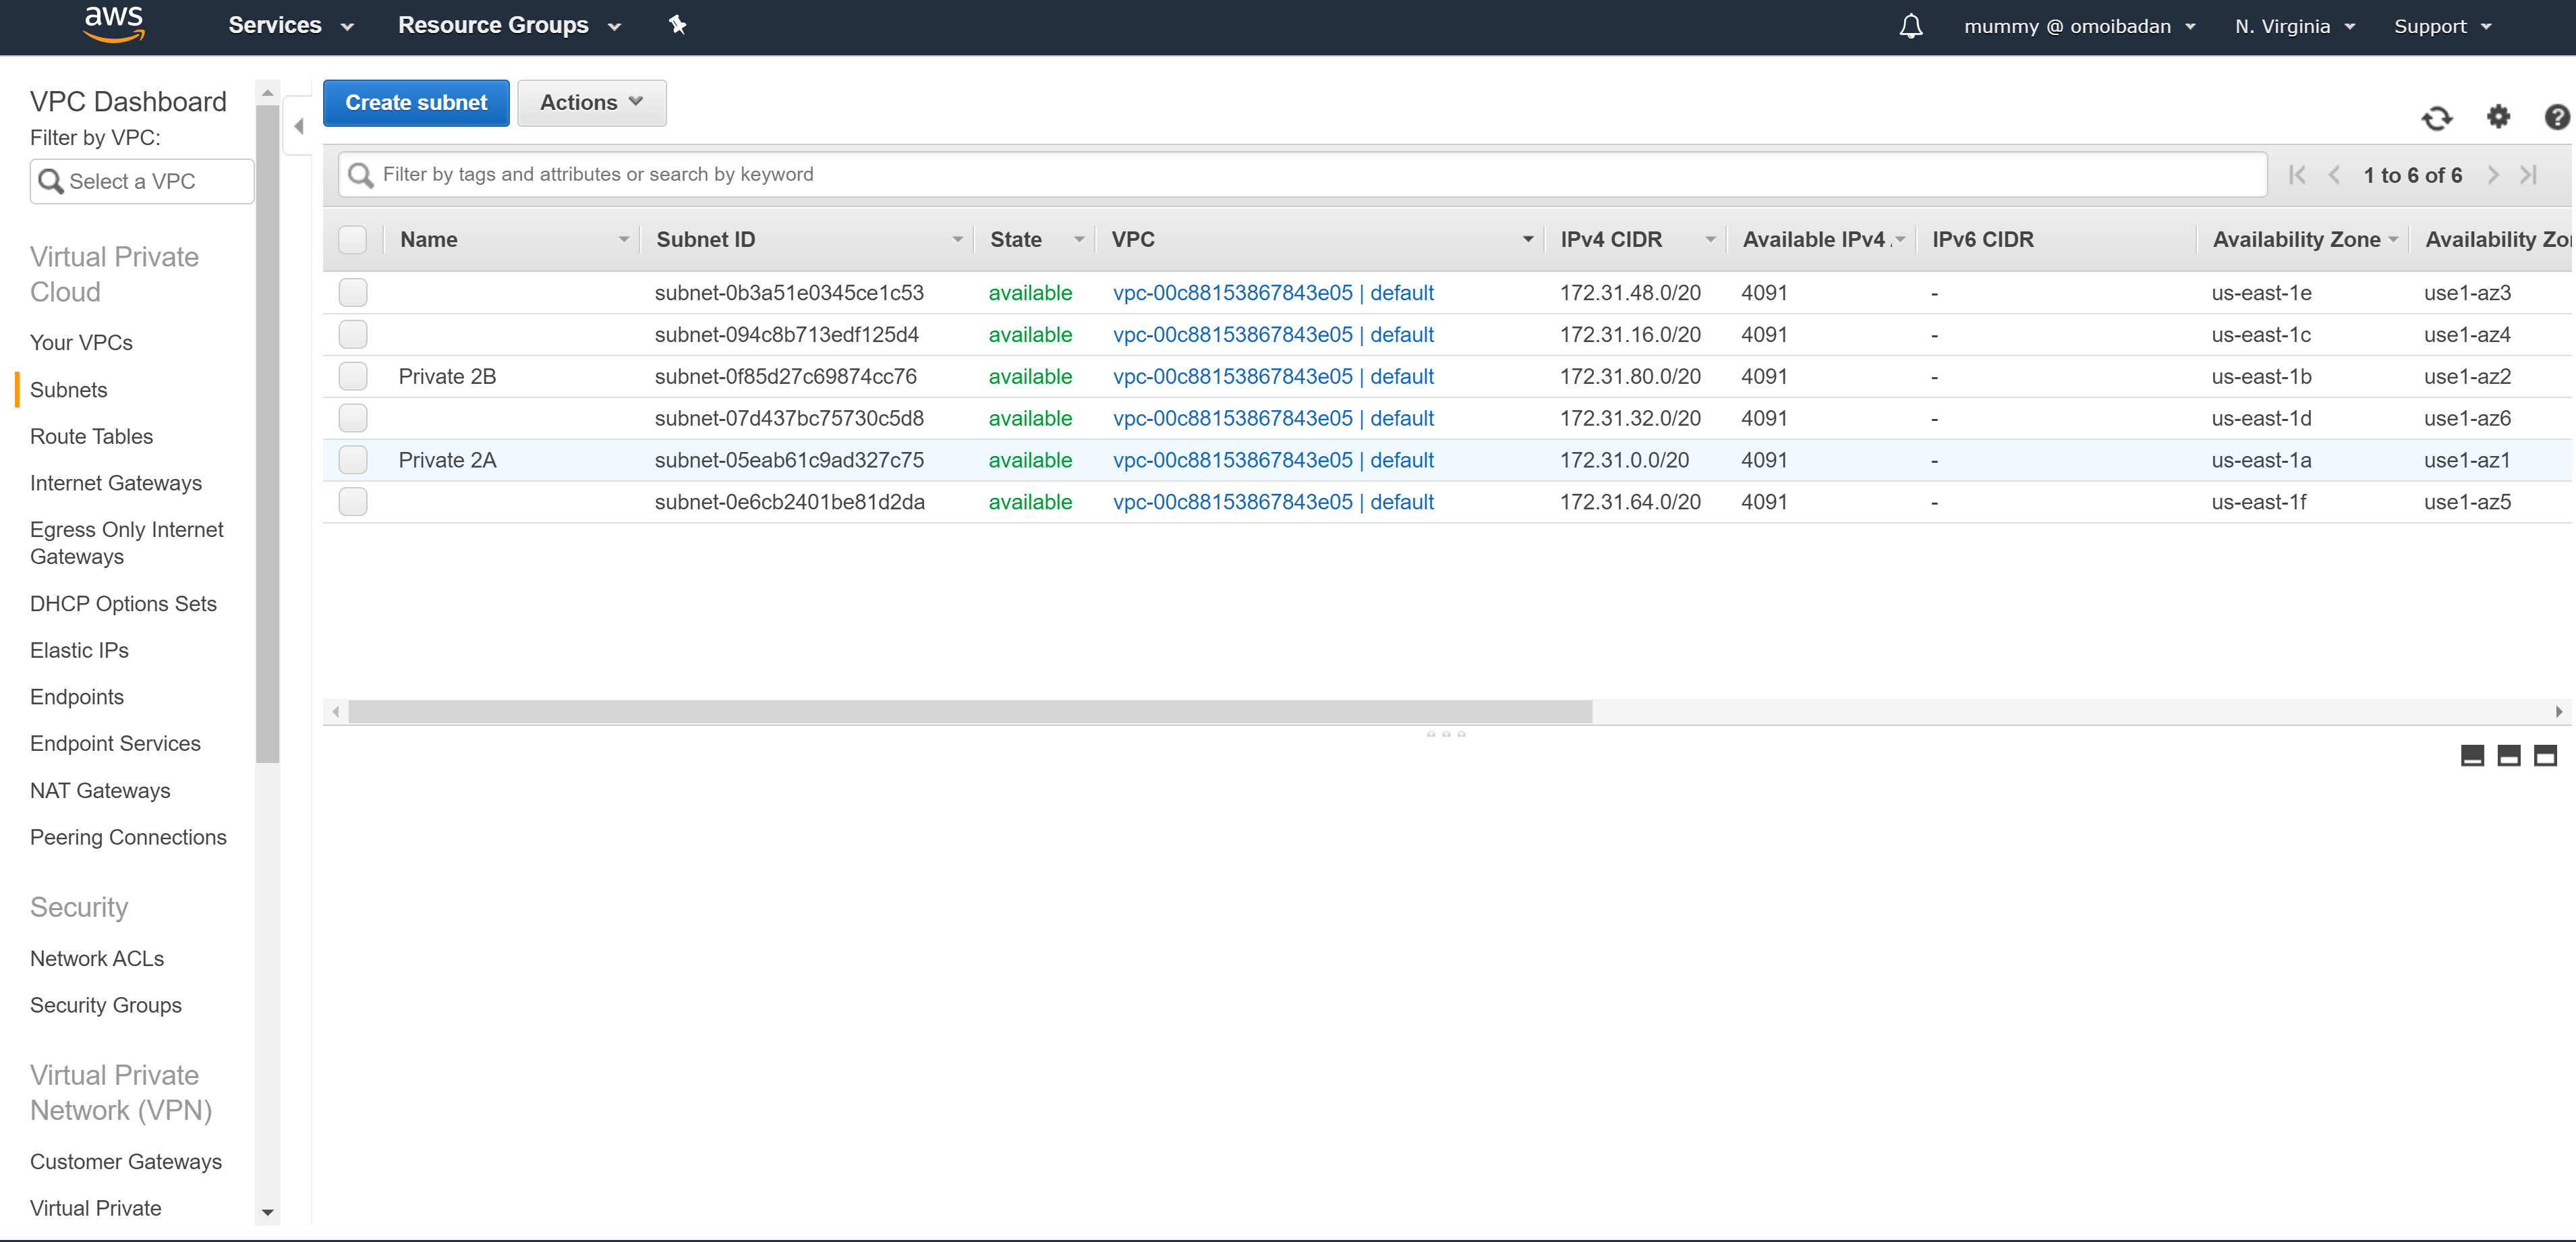 aws Services Resource Groups mummy @ omoibadan N. Virginia Support
VPC Dashboard
Filter by VPC:
Select a VPC
Virtual Private
Cloud
Your VPCs
Subnets
Route Tables
Internet Gateways
Egress Only Internet
Gateways
DHCP Options Sets
Elastic IPs
Endpoints
Endpoint Services
NAT Gateways
Peering Connections
Security
Network ACLs
Security Groups
Virtual Private
Network (VPN)
Customer Gateways
Virtual Private
Create subnet Actions
Filter by tags and attributes or search by keyword 1 to 6 of 6
Name Subnet ID State VPC IPv4 CIDR Available IPv4 IPv6 CIDR Availability Zone Availability Zo
subnet-0b3a51e0345ce1c53 available vpc-00c88153867843e05 | default 172.31.48.0/20 4091 - us-east-1e use1-az3
subnet-094c8b713edf125d4 available vpc-00c88153867843e05 | default 172.31.16.0/20 4091 - us-east-1c use1-az4
Private 2B subnet-0f85d27c69874cc76 available vpc-00c88153867843e05 | default 172.31.80.0/20 4091 - us-east-1b use1-az2
subnet-07d437bc75730c5d8 available vpc-00c88153867843e05 | default 172.31.32.0/20 4091 - us-east-1d use1-az6
Private 2A subnet-05eab61c9ad327c75 available vpc-00c88153867843e05 | default 172.31.0.0/20 4091 - us-east-1a use1-az1
subnet-0e6cb2401be81d2da available vpc-00c88153867843e05 | default 172.31.64.0/20 4091 - us-east-1f use1-az5